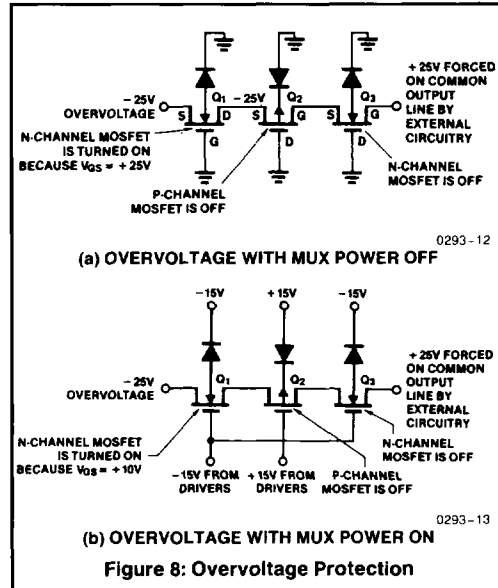 Q1
-25V
Q2
Q3
+25V FORCED
ON COMMON
OUTPUT
LINE BY
EXTERNAL
CIRCUITRY
-25V
OVERVOLTAGE
S
D
G
S
G
D
S
G
D
N-CHANNEL MOSFET
IS TURNED ON
BECAUSE VGS = +25V
P-CHANNEL
MOSFET IS OFF
N-CHANNEL
MOSFET IS OFF
0293-12
(a) OVERVOLTAGE WITH MUX POWER OFF
-15V
+15V
-15V
Q1
Q2
Q3
+25V FORCED
ON COMMON
OUTPUT
LINE BY
EXTERNAL
CIRCUITRY
-25V
OVERVOLTAGE
N-CHANNEL MOSFET
IS TURNED ON
BECAUSE VGS = +10V
-15V FROM
DRIVERS
+15V FROM
DRIVERS
P-CHANNEL
MOSFET IS OFF
N-CHANNEL
MOSFET IS OFF
0293-13
(b) OVERVOLTAGE WITH MUX POWER ON
Figure 8: Overvoltage Protection